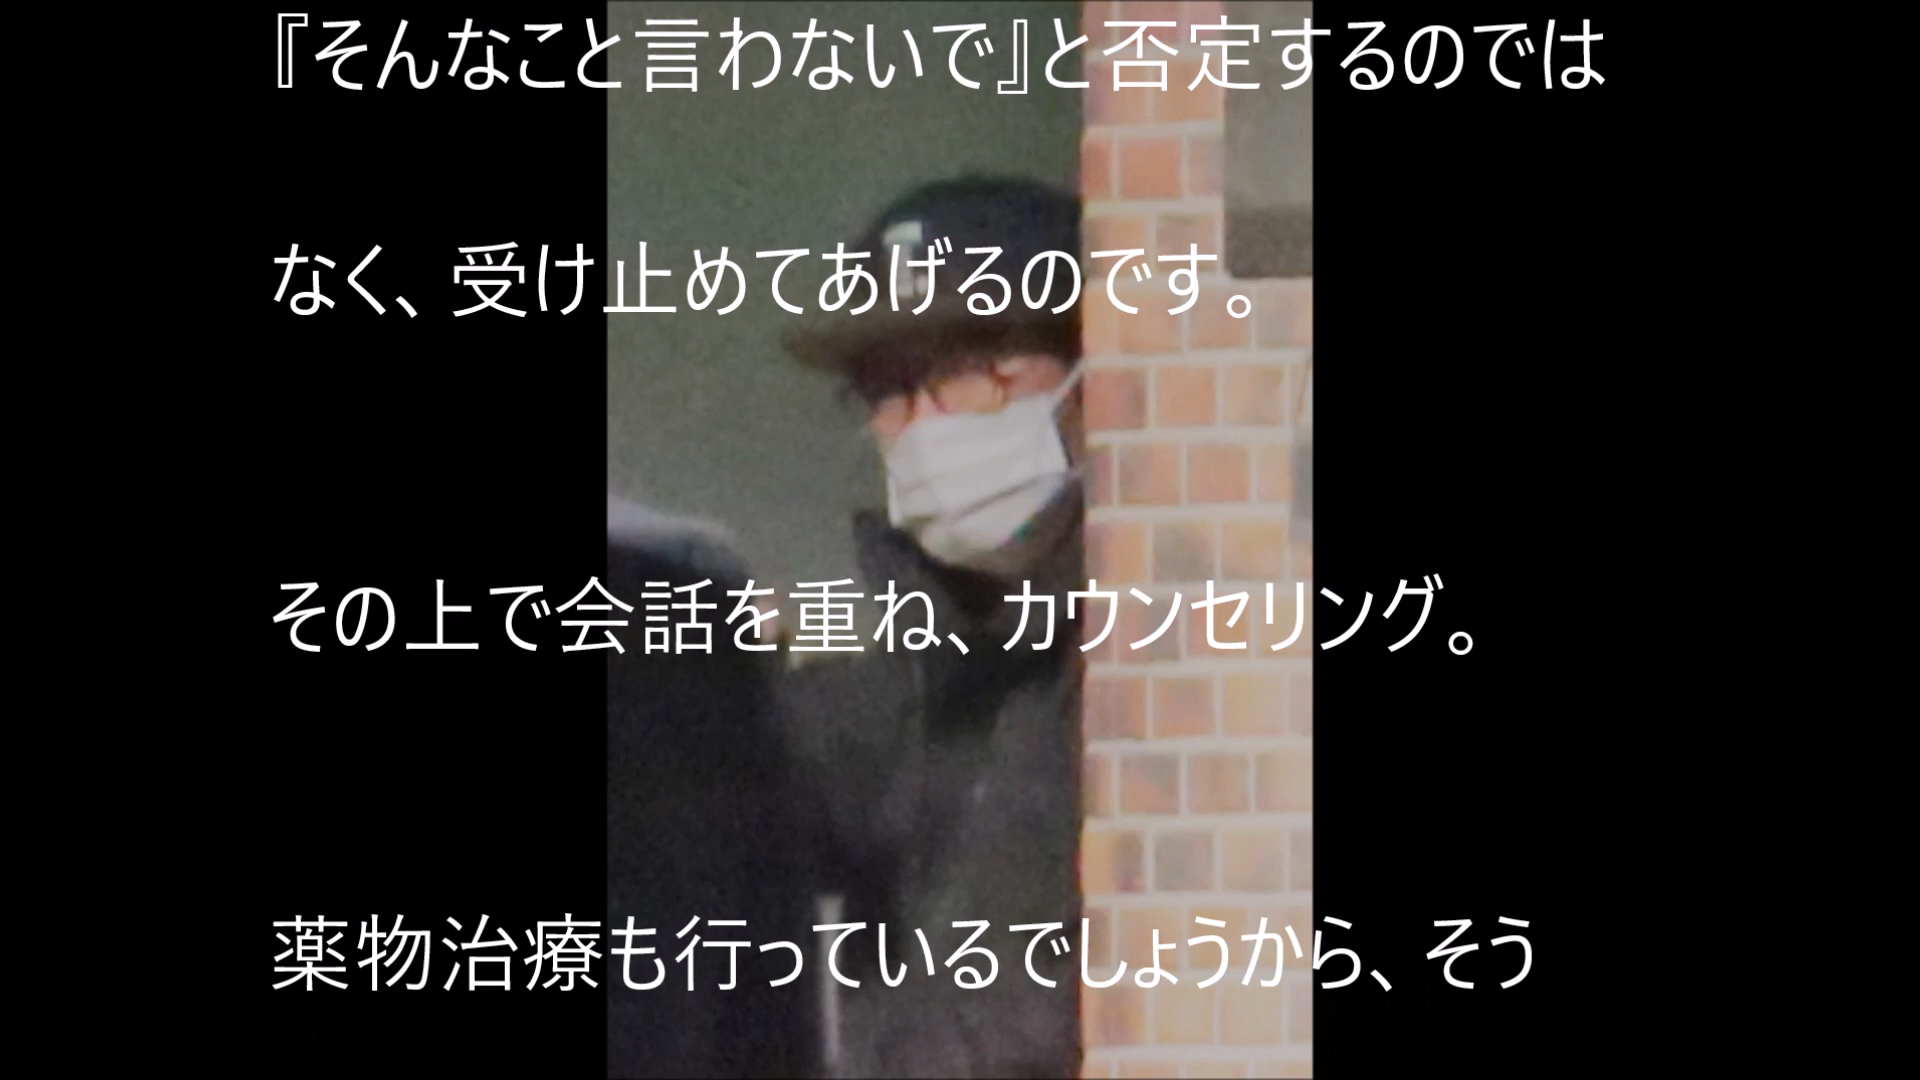 『そんなこと言わないで』と否定するのでは
なく、受け止めてあげるのです。
その上で会話を重ね、カウンセリング。
薬物治療も行っているでしょうから、そう